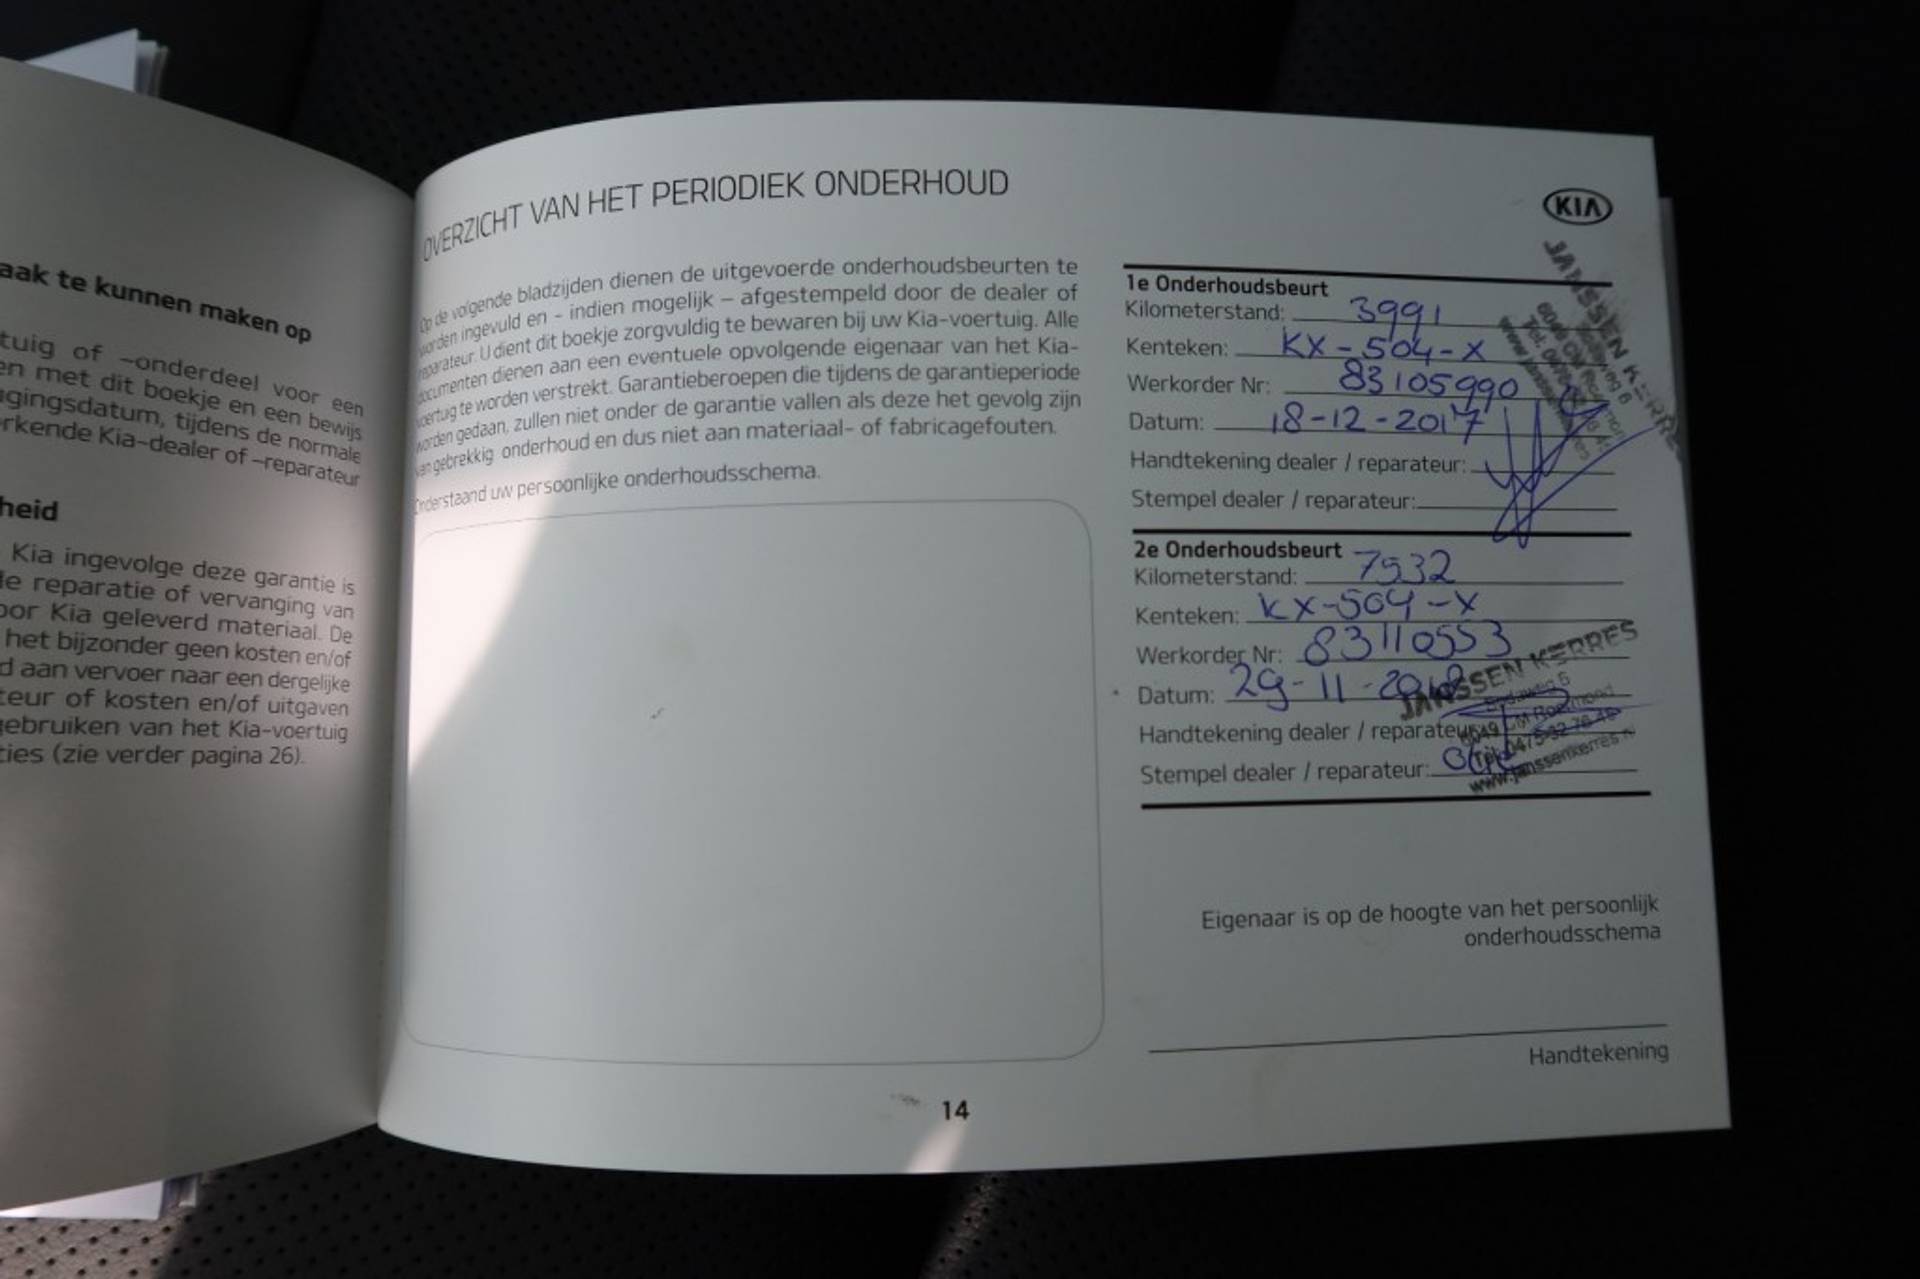 aak te kunnen maken op
tuig of -onderdeel voor een
en met dit boekje en een bewijs
gingsdatum, tijdens de normale
rkende Kia-dealer of -reparateur
heid
Kia ingevolge deze garantie is
de reparatie of vervanging van
oor Kia geleverd materiaal. De
het bijzonder geen kosten en/of
d aan vervoer naar een dergelijke
teur of kosten en/of uitgaven
gebruiken van het Kia-voertuig
ties (zie verder pagina 26).
OVERZICHT VAN HET PERIODIEK ONDERHOUD
Op de volgende bladzijden dienen de uitgevoerde onderhoudsbeurten te
worden ingevuld en - indien mogelijk - afgestempeld door de dealer of
reparateur. U dient dit boekje zorgvuldig te bewaren bij uw Kia-voertuig. Alle
documenten dienen aan een eventuele opvolgende eigenaar van het Kia-
voertuig te worden verstrekt. Garantieberoepen die tijdens de garantieperiode
worden gedaan, zullen niet onder de garantie vallen als deze het gevolg zijn
van gebrekkig onderhoud en dus niet aan materiaal- of fabricagefouten.
Onderstaand uw persoonlijke onderhoudsschema.
14
KIA
JANSSEN KERRES
1e Onderhoudsbeurt
Kilometerstand: 3991
Kenteken: KX-504-X
Werkorder Nr: 83105990
Datum: 18-12-2017
Handtekening dealer / reparateur:
Stempel dealer / reparateur:
2e Onderhoudsbeurt
Kilometerstand: 7532
Kenteken: KX-504-X
Werkorder Nr: 83110553
Datum: 29-11-2018
JANSSEN KERRES
6049 CM Roermond
Tel. 0475-32
www.janssenkerres.nl
Handtekening dealer / reparateur:
Stempel dealer / reparateur:
Eigenaar is op de hoogte van het persoonlijk
onderhoudsschema
Handtekening